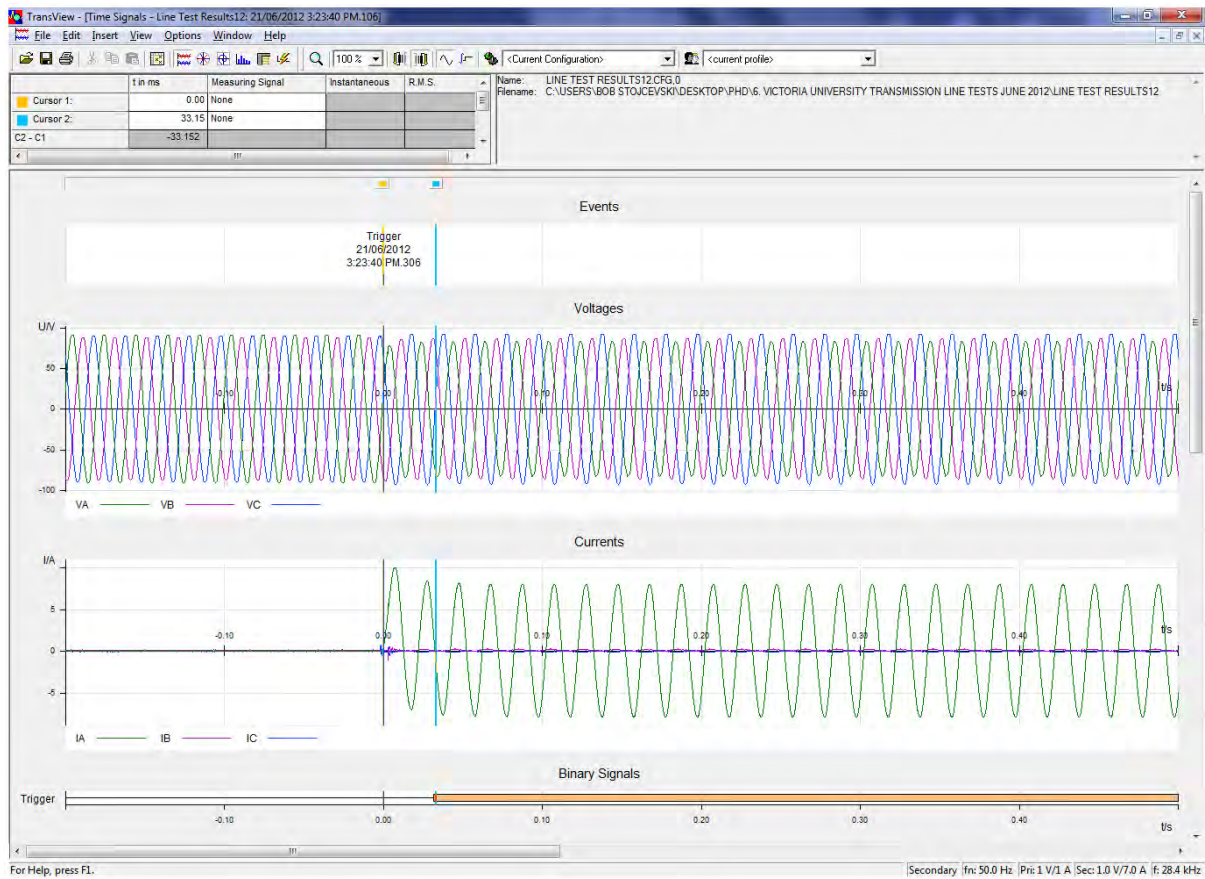 TransView - [Time Signals - Line Test Results12: 21/06/2012 3:23:40 PM.106]
File Edit Insert View Options Window Help
100 % <Current Configuration> <current profile>
t in ms Measuring Signal Instantaneous R.M.S.
Cursor 1: 0.00 None
Cursor 2: 33.15 None
C2 - C1 -33.152
Name: LINE TEST RESULTS12.CFG,0
Filename: C:\USERS\BOB STOJCEVSKI\DESKTOP\PHD\6. VICTORIA UNIVERSITY TRANSMISSION LINE TESTS JUNE 2012\LINE TEST RESULTS12
Events
Trigger
21/06/2012
3:23:40 PM.306
Voltages
U/V
50
-0.10 0.00 0.10 0.20 0.30 0.40 t/s
0
-50
-100
VA VB VC
Currents
I/A
5
-0.10 0.00 0.10 0.20 0.30 0.40 t/s
0
-5
IA IB IC
Binary Signals
Trigger
-0.10 0.00 0.10 0.20 0.30 0.40 t/s
For Help, press F1.
Secondary fn: 50.0 Hz Pri: 1 V/1 A Sec: 1.0 V/7.0 A f: 28.4 kHz